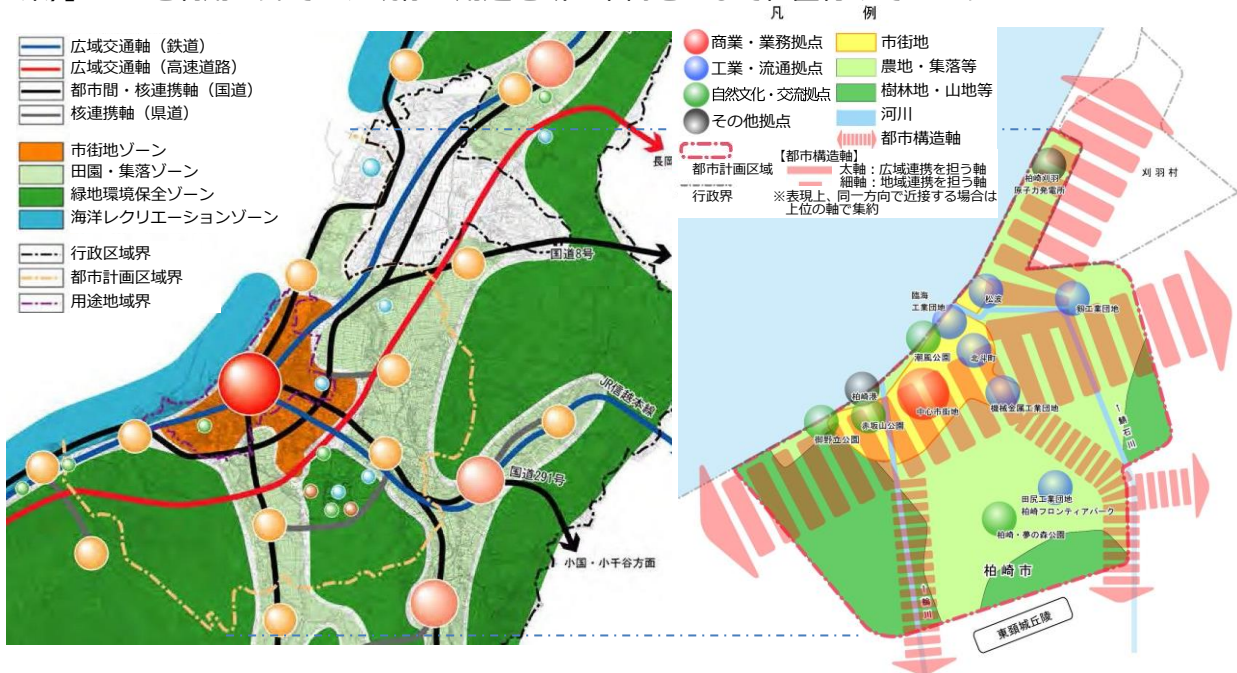 広域交通軸（鉄道）
広域交通軸（高速道路）
都市間・核連携軸（国道）
核連携軸（県道）
市街地ゾーン
田園・集落ゾーン
緑地環境保全ゾーン
海洋レクリエーションゾーン
行政区域界
都市計画区域界
用途地域界
国道8号
JR信越本線
国道291号
小国・小千谷方面
凡　例
商業・業務拠点
工業・流通拠点
自然文化・交流拠点
その他拠点
都市計画区域
行政界
市街地
農地・集落等
樹林地・山地等
河川
都市構造軸
【都市構造軸】
太軸：広域連携を担う軸
細軸：地域連携を担う軸
※表現上、同一方向で近接する場合は
上位の軸で集約
刈羽村
柏崎刈羽
原子力発電所
臨海
工業団地
松波
潮風公園
北斗町
柏崎港
中心市街地
機械金属工業団地
赤坂山公園
御野立公園
鯖石川
田尻工業団地
柏崎フロンティアパーク
柏崎・夢の森公園
柏崎市
鵜川
東頚城丘陵